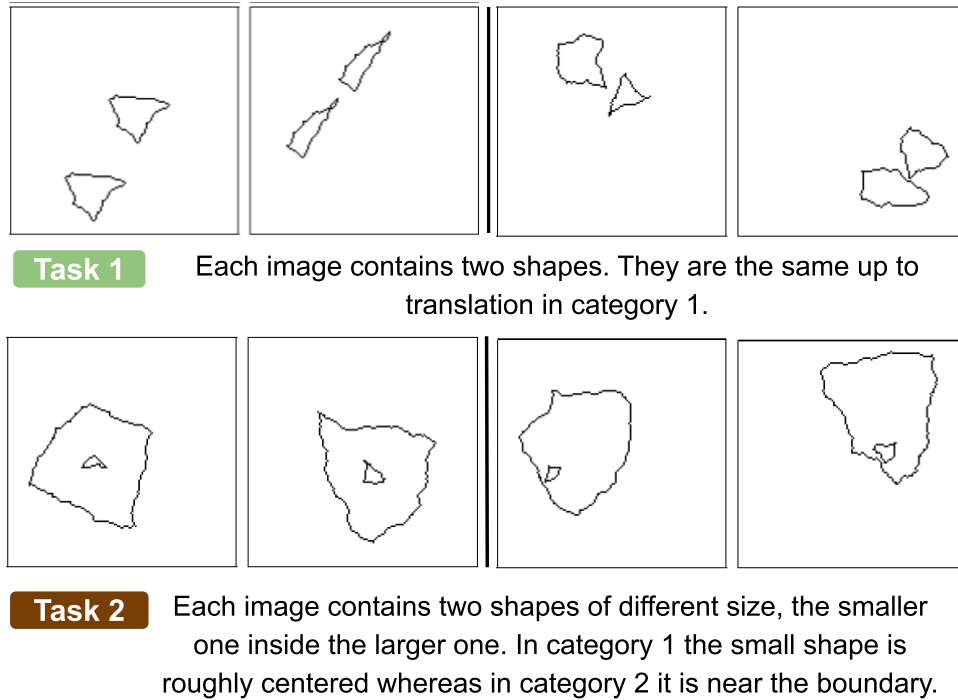 Task 1
Each image contains two shapes. They are the same up to
translation in category 1.
Task 2
Each image contains two shapes of different size, the smaller
one inside the larger one. In category 1 the small shape is
roughly centered whereas in category 2 it is near the boundary.